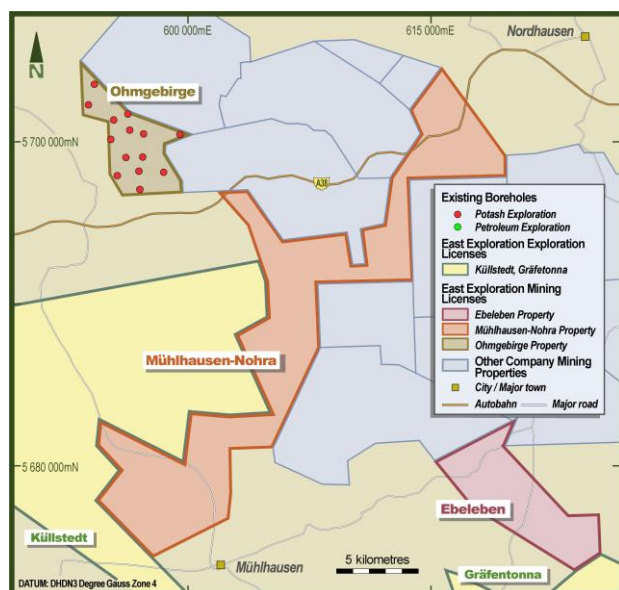 600 000mE
615 000mE
Nordhausen
N
Ohmgebirge
5 700 000mN
A38
Existing Boreholes
Potash Exploration
Petroleum Exploration
East Exploration Exploration
Licenses
Küllstedt, Gräfetonna
East Exploration Mining
Licenses
Ebeleben Property
Mühlhausen-Nohra Property
Ohmgebirge Property
Other Company Mining
Properties
City / Major town
Autobahn
Major road
Mühlhausen-Nohra
5 680 000mN
Ebeleben
Küllstedt
5 kilometres
Mühlhausen
Gräfentonna
DATUM: DHDN3 Degree Gauss Zone 4